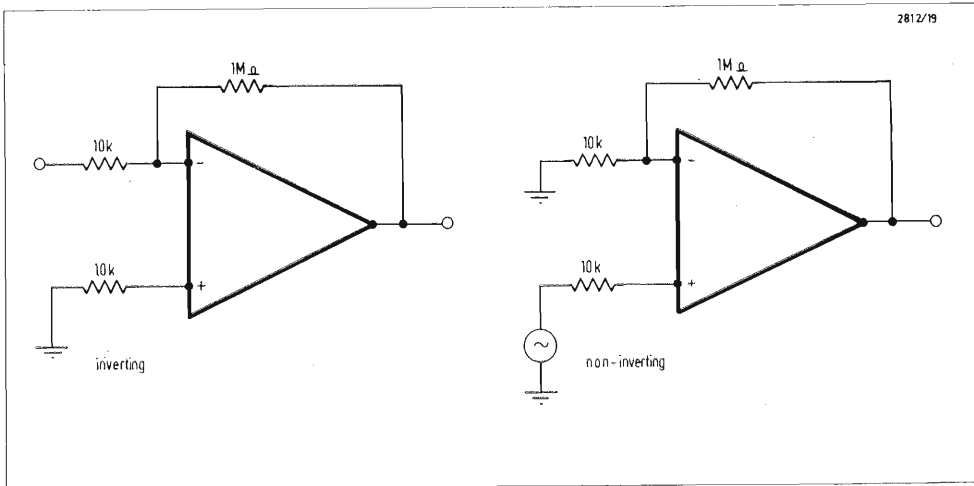 2812/19
1M Ω
10k
-
10k
+
inverting
1M Ω
10k
-
10k
+
~
non-inverting